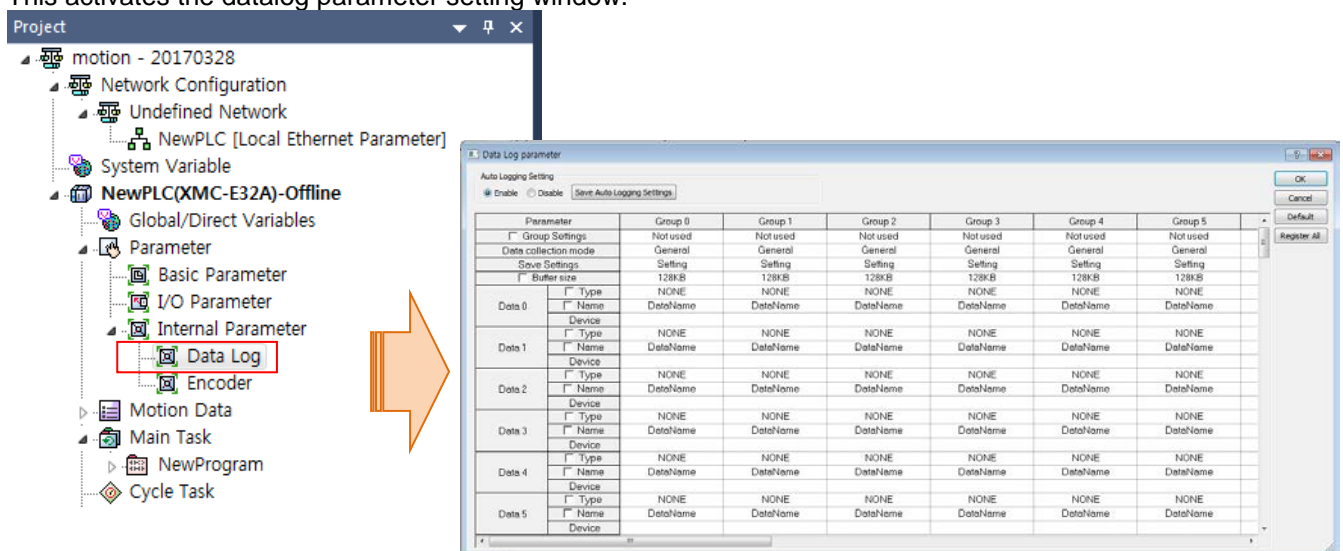 This activates the datalog parameter setting window.
Project
motion - 20170328
Network Configuration
Undefined Network
NewPLC [Local Ethernet Parameter]
System Variable
NewPLC(XMC-E32A)-Offline
Global/Direct Variables
Parameter
Basic Parameter
I/O Parameter
Internal Parameter
Data Log
Encoder
Motion Data
Main Task
NewProgram
Cycle Task
Data Log parameter
Auto Logging Setting
Enable Disable Save Auto Logging Settings
OK
Cancel
Default
Register All
Parameter Group 0 Group 1 Group 2 Group 3 Group 4 Group 5
Group Settings Not used Not used Not used Not used Not used Not used
Data collection mode General General General General General General
Save Settings Setting Setting Setting Setting Setting Setting
Buffer size 128KB 128KB 128KB 128KB 128KB 128KB
Data 0 Type NONE NONE NONE NONE NONE NONE
Name DataName DataName DataName DataName DataName DataName
Device
Data 1 Type NONE NONE NONE NONE NONE NONE
Name DataName DataName DataName DataName DataName DataName
Device
Data 2 Type NONE NONE NONE NONE NONE NONE
Name DataName DataName DataName DataName DataName DataName
Device
Data 3 Type NONE NONE NONE NONE NONE NONE
Name DataName DataName DataName DataName DataName DataName
Device
Data 4 Type NONE NONE NONE NONE NONE NONE
Name DataName DataName DataName DataName DataName DataName
Device
Data 5 Type NONE NONE NONE NONE NONE NONE
Name DataName DataName DataName DataName DataName DataName
Device